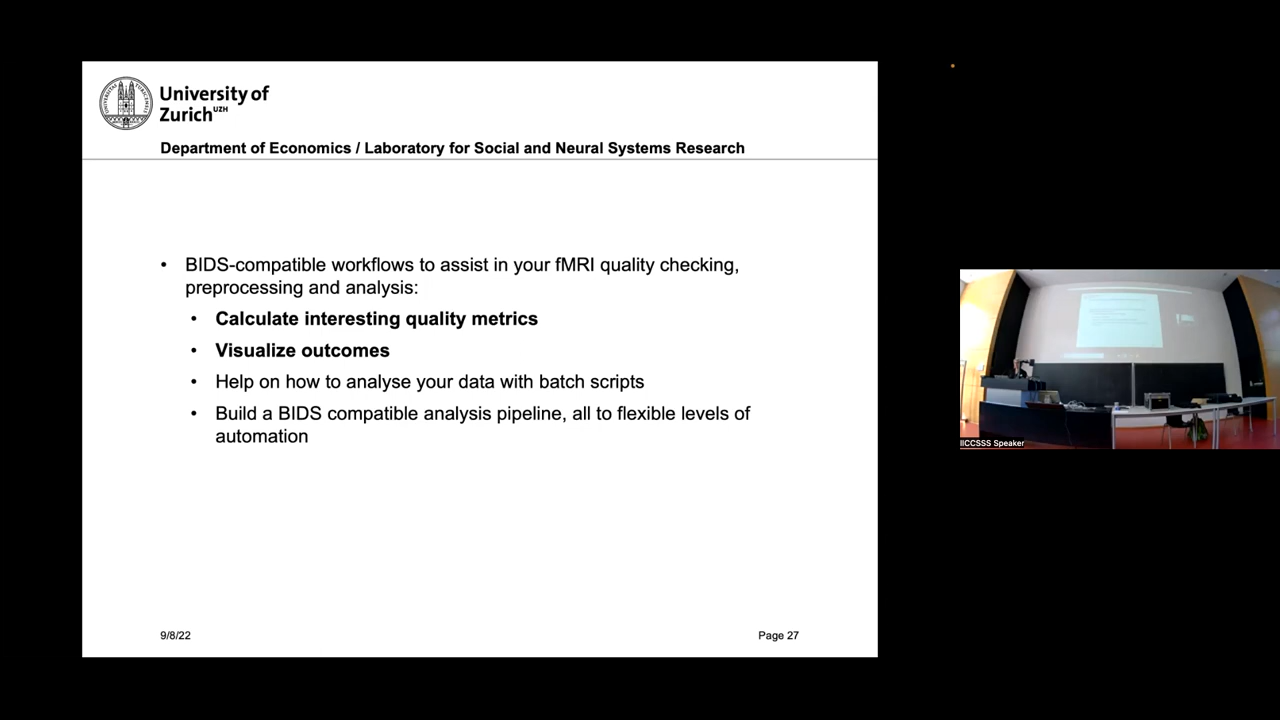 University of
Zurich UZH
Department of Economics / Laboratory for Social and Neural Systems Research
• BIDS-compatible workflows to assist in your fMRI quality checking,
preprocessing and analysis:
• Calculate interesting quality metrics
• Visualize outcomes
• Help on how to analyse your data with batch scripts
• Build a BIDS compatible analysis pipeline, all to flexible levels of
automation
9/8/22
Page 27
IICCSSS Speaker